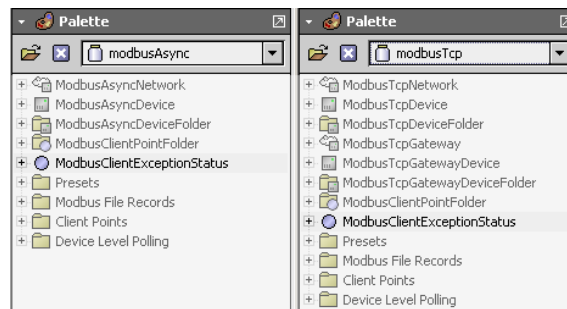 Palette
modbusAsync
ModbusAsyncNetwork
ModbusAsyncDevice
ModbusAsyncDeviceFolder
ModbusClientPointFolder
ModbusClientExceptionStatus
Presets
Modbus File Records
Client Points
Device Level Polling
Palette
modbusTcp
ModbusTcpNetwork
ModbusTcpDevice
ModbusTcpDeviceFolder
ModbusTcpGateway
ModbusTcpGatewayDevice
ModbusTcpGatewayDeviceFolder
ModbusClientPointFolder
ModbusClientExceptionStatus
Presets
Modbus File Records
Client Points
Device Level Polling